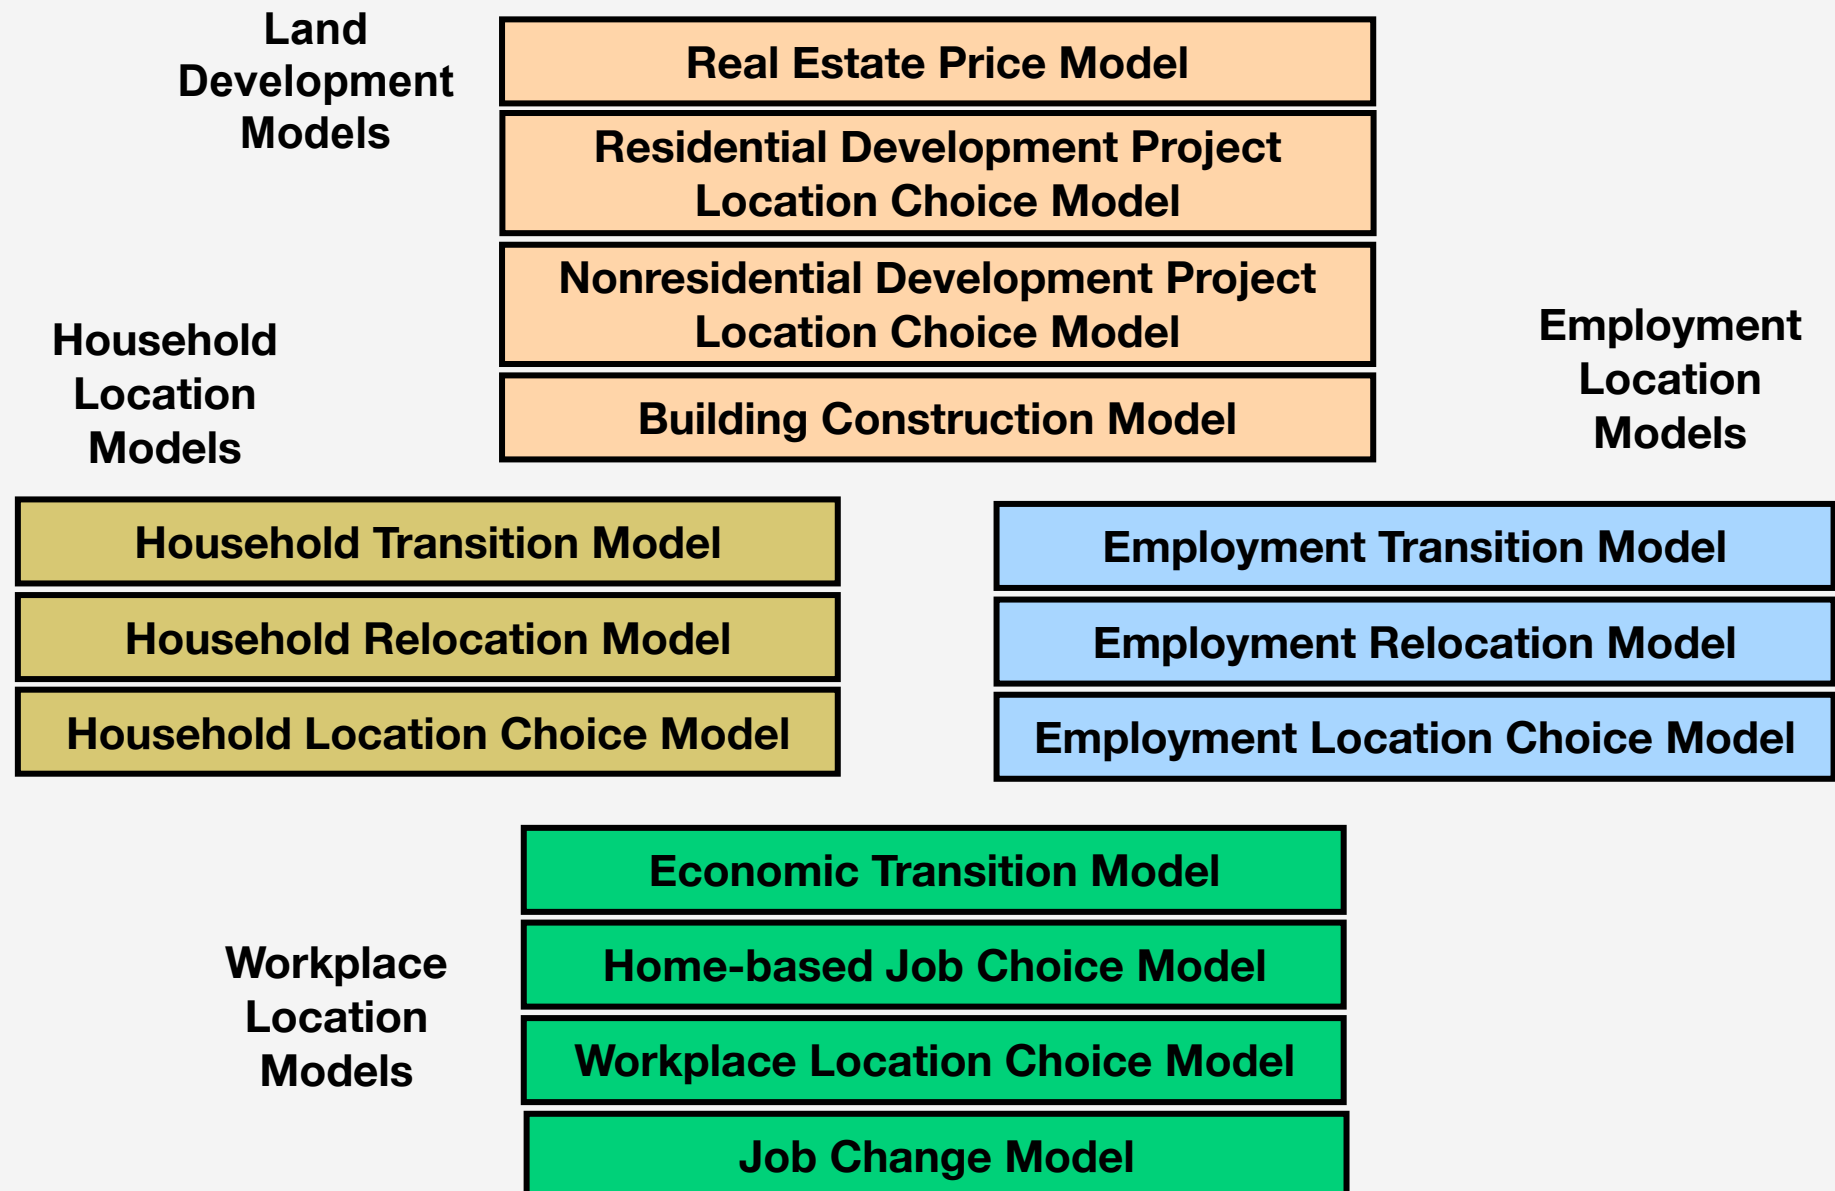 Land
Development
Models
Real Estate Price Model
Residential Development Project
Location Choice Model
Nonresidential Development Project
Location Choice Model
Building Construction Model
Household
Location
Models
Household Transition Model
Household Relocation Model
Household Location Choice Model
Employment
Location
Models
Employment Transition Model
Employment Relocation Model
Employment Location Choice Model
Workplace
Location
Models
Economic Transition Model
Home-based Job Choice Model
Workplace Location Choice Model
Job Change Model